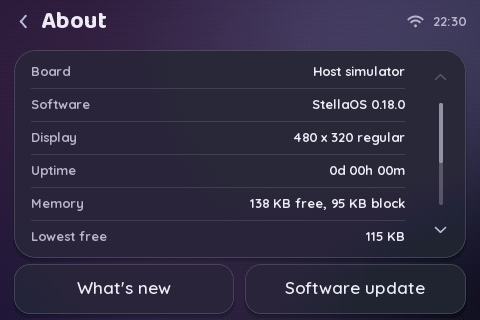 About
22:30
Board Host simulator
Software StellaOS 0.18.0
Display 480 x 320 regular
Uptime 0d 00h 00m
Memory 138 KB free, 95 KB block
Lowest free 115 KB
What's new Software update